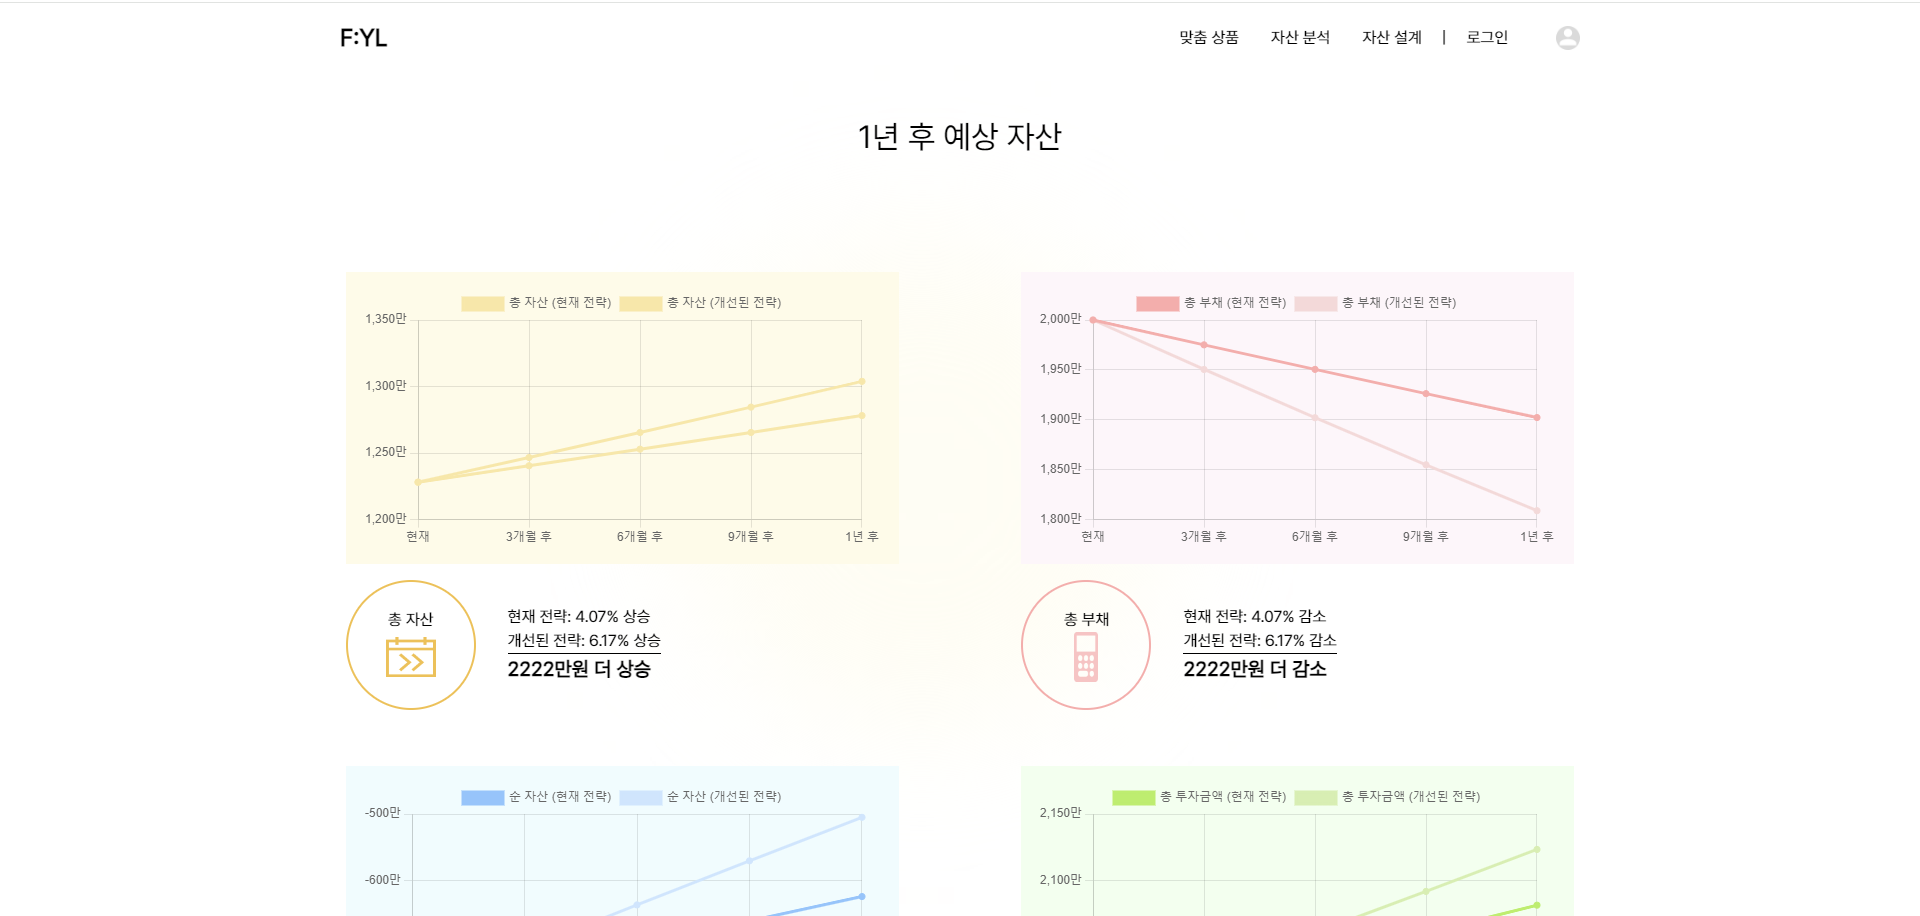 F:YL
맞춤 상품 자산 분석 자산 설계 | 로그인
1년 후 예상 자산
총 자산 (현재 전략) 총 자산 (개선된 전략)
1,350만
1,300만
1,250만
1,200만
현재 3개월 후 6개월 후 9개월 후 1년 후
총 자산
현재 전략: 4.07% 상승
개선된 전략: 6.17% 상승
2222만원 더 상승
총 부채 (현재 전략) 총 부채 (개선된 전략)
2,000만
1,950만
1,900만
1,850만
1,800만
현재 3개월 후 6개월 후 9개월 후 1년 후
총 부채
현재 전략: 4.07% 감소
개선된 전략: 6.17% 감소
2222만원 더 감소
순 자산 (현재 전략) 순 자산 (개선된 전략)
-500만
-600만
총 투자금액 (현재 전략) 총 투자금액 (개선된 전략)
2,150만
2,100만